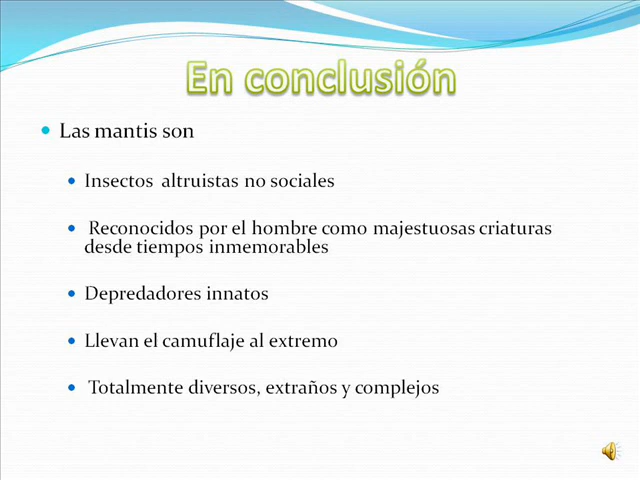 En conclusión
Las mantis son
Insectos altruistas no sociales
Reconocidos por el hombre como majestuosas criaturas
desde tiempos inmemorables
Depredadores innatos
Llevan el camuflaje al extremo
Totalmente diversos, extraños y complejos